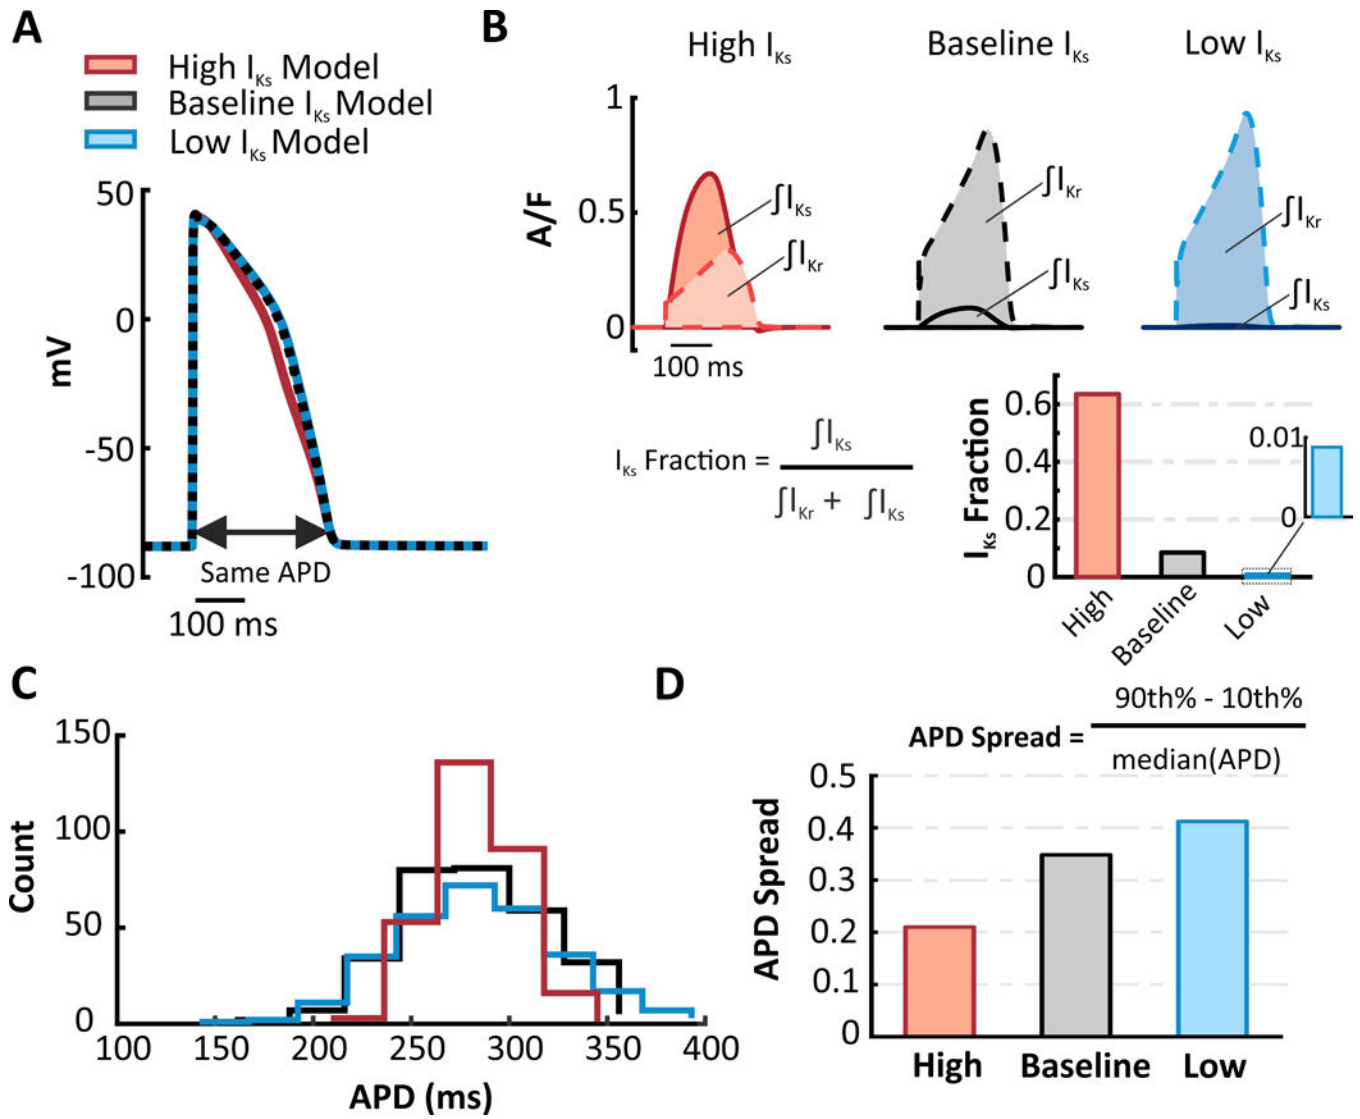 A
High I_Ks Model
Baseline I_Ks Model
Low I_Ks Model
50
0
-50
-100
mV
Same APD
100 ms
B
High I_Ks
Baseline I_Ks
Low I_Ks
1
0.5
0
A/F
∫I_Ks
∫I_Kr
100 ms
∫I_Kr
∫I_Ks
∫I_Kr
∫I_Ks
I_Ks Fraction =
∫I_Ks
∫I_Kr + ∫I_Ks
I_Ks Fraction
0.6
0.4
0.2
0
0.01
0
High
Baseline
Low
C
150
100
50
0
Count
100 150 200 250 300 350 400
APD (ms)
D
APD Spread =
90th% - 10th%
median(APD)
0.5
0.4
0.3
0.2
0.1
0
APD Spread
High Baseline Low